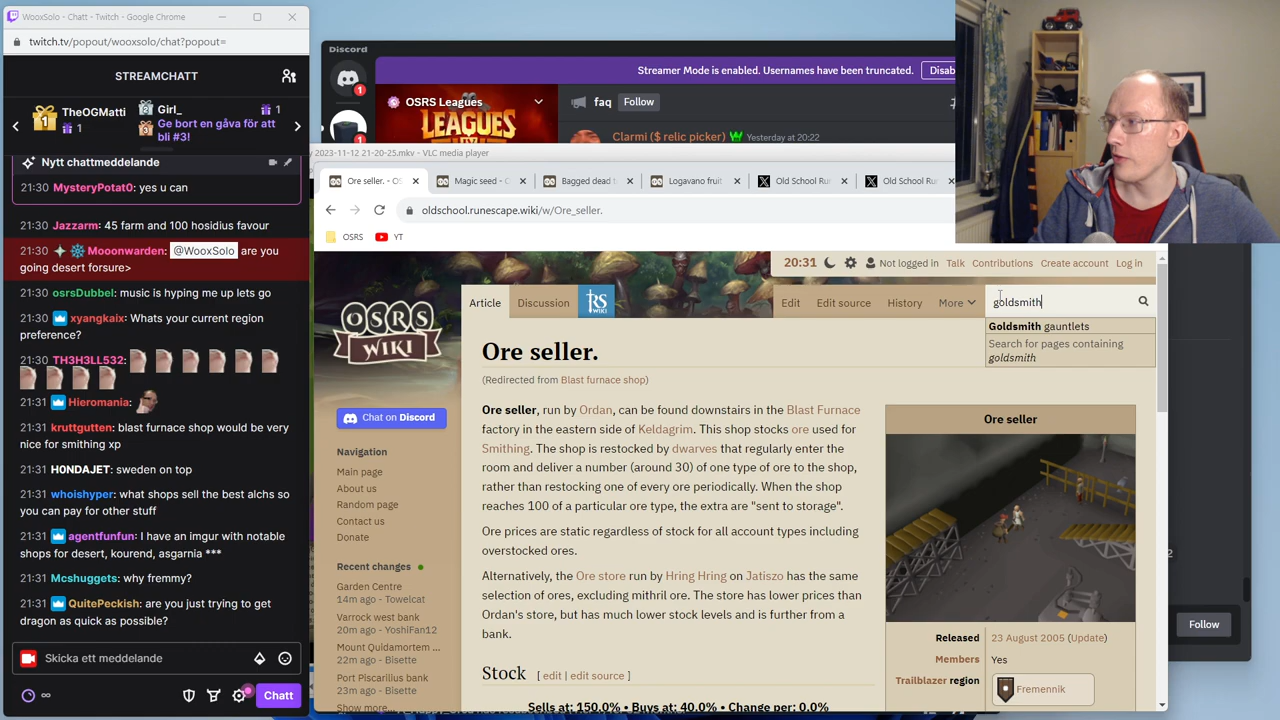 WooxSolo - Chatt - Twitch - Google Chrome
twitch.tv/popout/wooxsolo/chat?popout=
STREAMCHATT
TheOGMatti
1
Girl_
1
Ge bort en gåva för att
bli #3!
Nytt chattmeddelande
21:30 MysteryPotat0: yes u can
21:30 Jazzarm: 45 farm and 100 hosidius favour
21:30 Mooonwarden: @WooxSolo are you
going desert forsure>
21:30 osrsDubbel: music is hyping me up lets go
21:30 xyangkaix: Whats your current region
preference?
21:30 TH3H3LL532:
21:31 Hieromania:
21:31 kruttgutten: blast furnace shop would be very
nice for smithing xp
21:31 H0NDAJET: sweden on top
21:31 whoishyper: what shops sell the best alchs so
you can pay for other stuff
21:31 agentfunfun: I have an imgur with notable
shops for desert, kourend, asgarnia ***
21:31 Mcshuggets: why fremmy?
21:31 QuitePeckish: are you just trying to get
dragon as quick as possible?
Skicka ett meddelande
∞
Chatt
Discord
Streamer Mode is enabled. Usernames have been truncated.
Disab
1
OSRS Leagues
faq
Follow
LEAGUES
Clarmi ($ relic picker)
Yesterday at 20:22
1
2023-11-12 21-20-25.mkv - VLC media player
Ore seller. - OS
Magic seed - C
Bagged dead t
Logavano fruit
Old School Run
Old School Run
oldschool.runescape.wiki/w/Ore_seller.
OSRS
YT
20:31
Not logged in
Talk
Contributions
Create account
Log in
Article
Discussion
RS
WIKI
Edit
Edit source
History
More
goldsmith
Goldsmith gauntlets
Search for pages containing
goldsmith
OSRS
WIKI
Chat on Discord
Navigation
Main page
About us
Random page
Contact us
Donate
Recent changes
Garden Centre
14m ago - Towelcat
Varrock west bank
20m ago - YoshiFan12
Mount Quidamortem ...
22m ago - Bisette
Port Piscarilius bank
23m ago - Bisette
Show more...
Ore seller.
(Redirected from Blast furnace shop)
Ore seller, run by Ordan, can be found downstairs in the Blast Furnace
factory in the eastern side of Keldagrim. This shop stocks ore used for
Smithing. The shop is restocked by dwarves that regularly enter the
room and deliver a number (around 30) of one type of ore to the shop,
rather than restocking one of every ore periodically. When the shop
reaches 100 of a particular ore type, the extra are "sent to storage".
Ore prices are static regardless of stock for all account types including
overstocked ores.
Alternatively, the Ore store run by Hring Hring on Jatiszo has the same
selection of ores, excluding mithril ore. The store has lower prices than
Ordan's store, but has much lower stock levels and is further from a
bank.
Stock [ edit | edit source ]
Sells at: 150.0% • Buys at: 40.0% • Change per: 0.0%
Ore seller
Released 23 August 2005 (Update)
Members Yes
Trailblazer region Fremennik
Follow